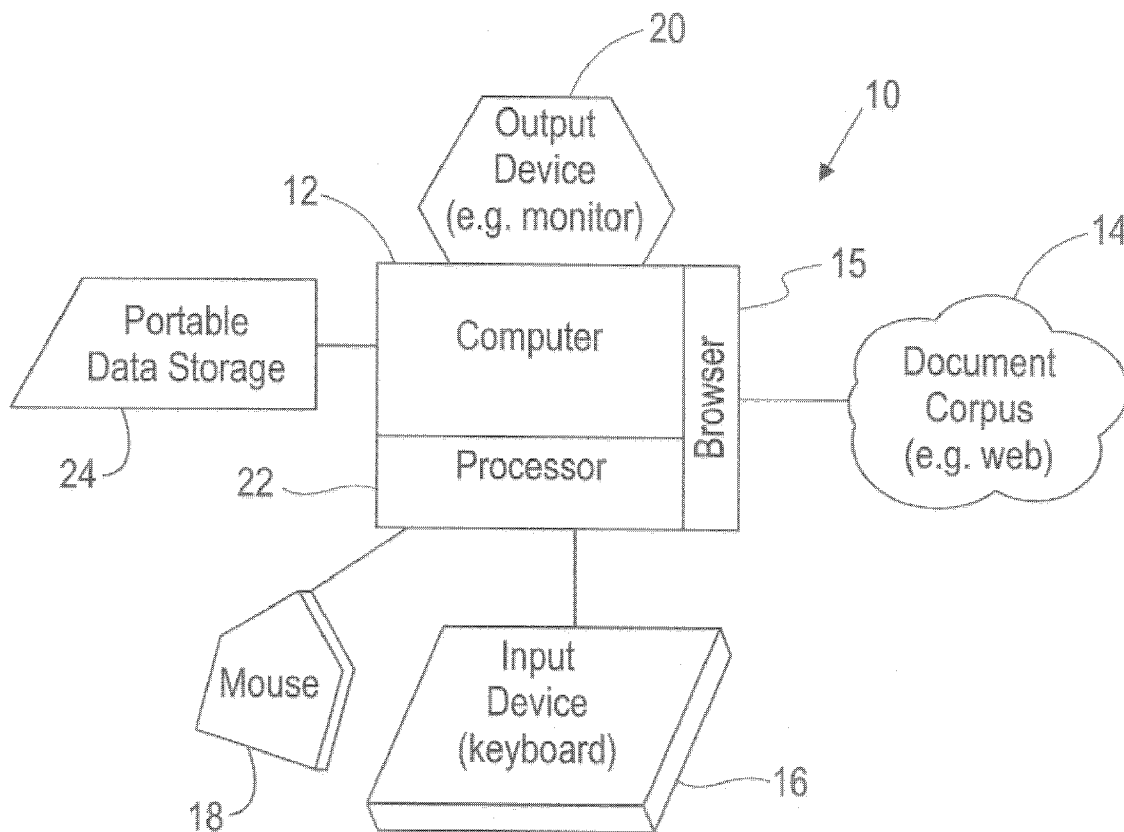 20
Output
Device
(e.g. monitor)
10
12
15
14
Portable
Data Storage
Computer
Browser
Document
Corpus
(e.g. web)
24
22
Processor
Mouse
Input
Device
(keyboard)
18
16